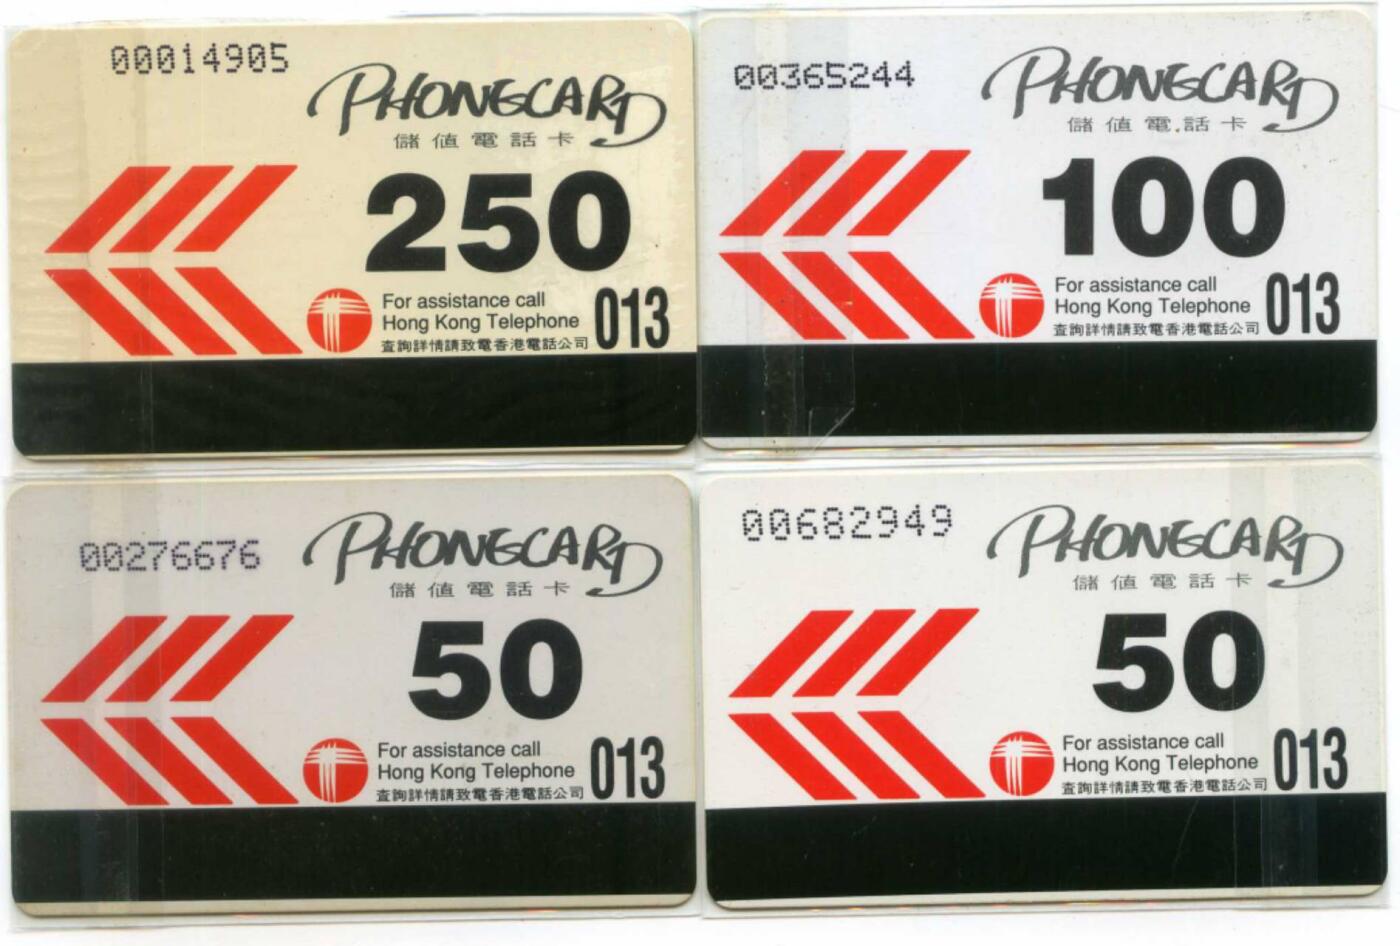 00014905
PHONECARD
儲值電話卡
250
For assistance call
Hong Kong Telephone 013
查詢詳情請致電香港電話公司
00365244
PHONECARD
儲值電話卡
100
For assistance call
Hong Kong Telephone 013
查詢詳情請致電香港電話公司
00276676
PHONECARD
儲值電話卡
50
For assistance call
Hong Kong Telephone 013
查詢詳情請致電香港電話公司
00682949
PHONECARD
儲值電話卡
50
For assistance call
Hong Kong Telephone 013
查詢詳情請致電香港電話公司